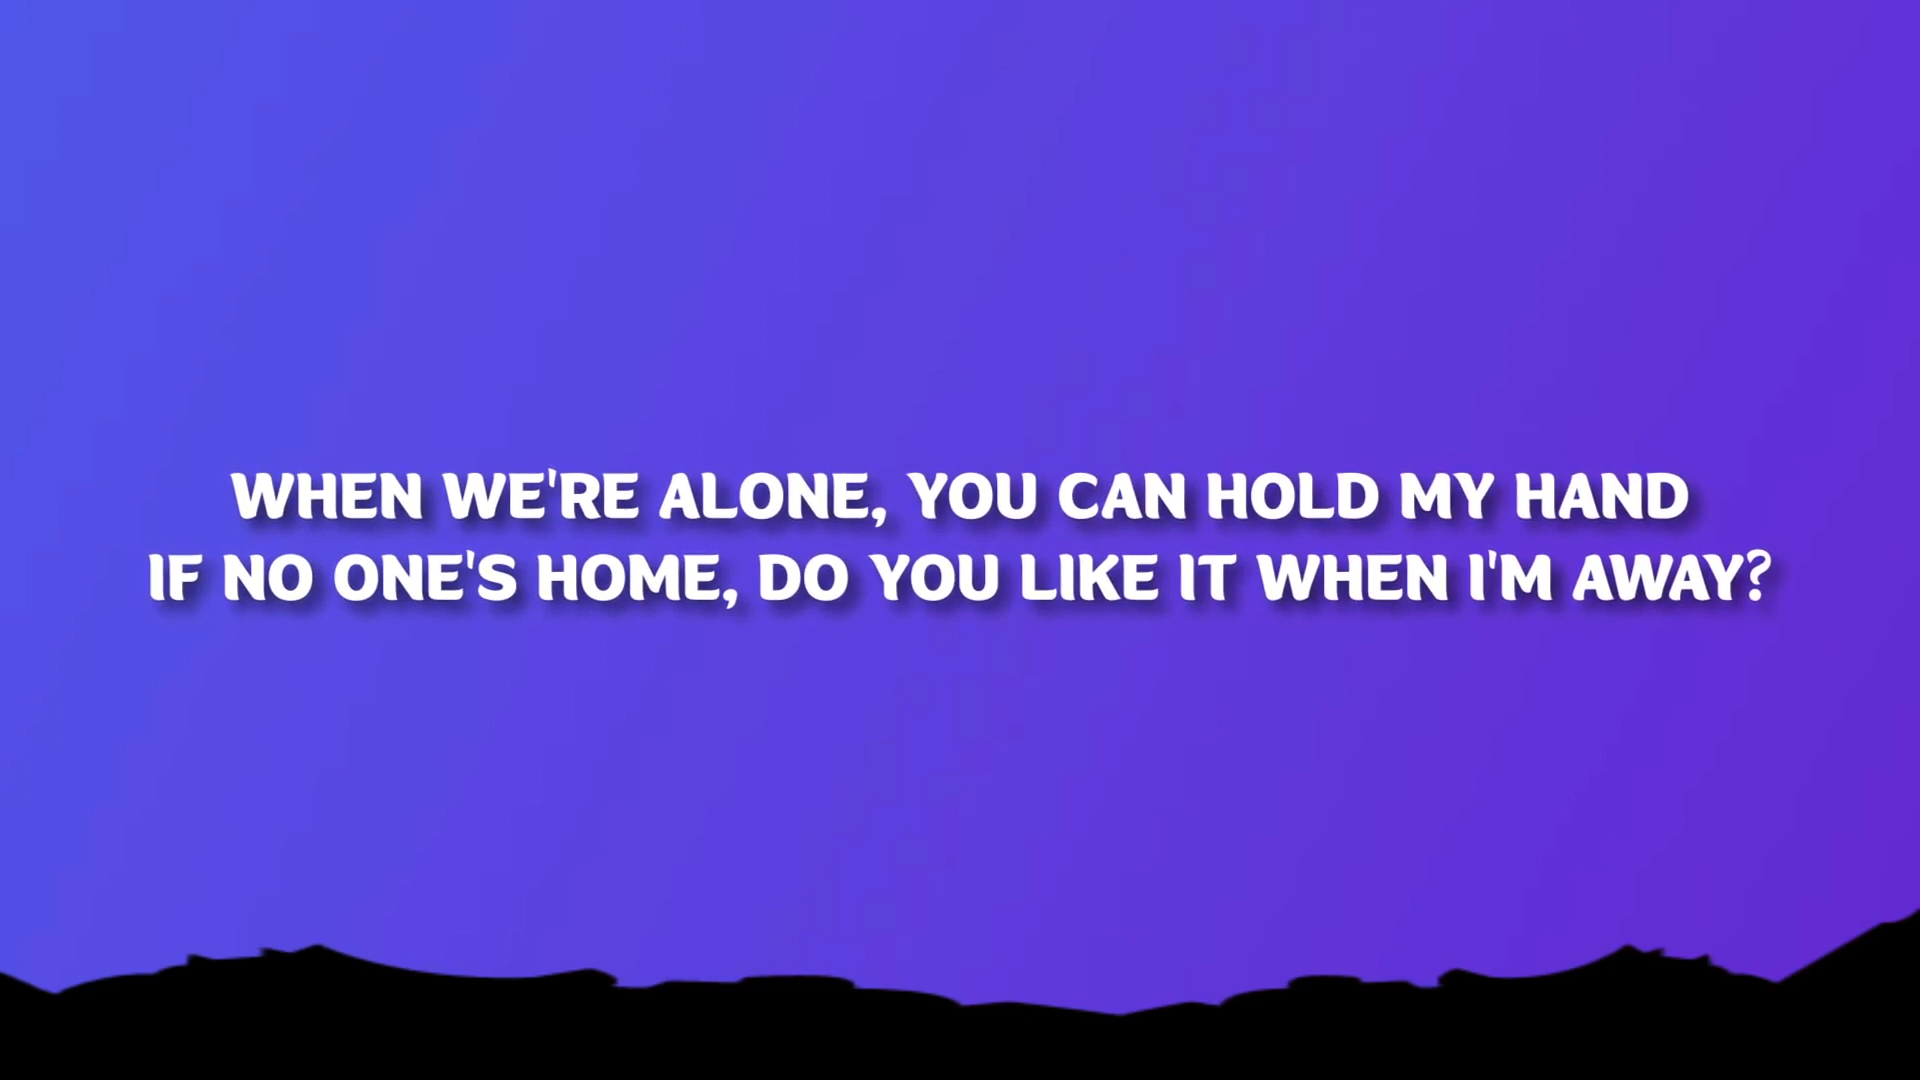 WHEN WE'RE ALONE, YOU CAN HOLD MY HAND
IF NO ONE'S HOME, DO YOU LIKE IT WHEN I'M AWAY?